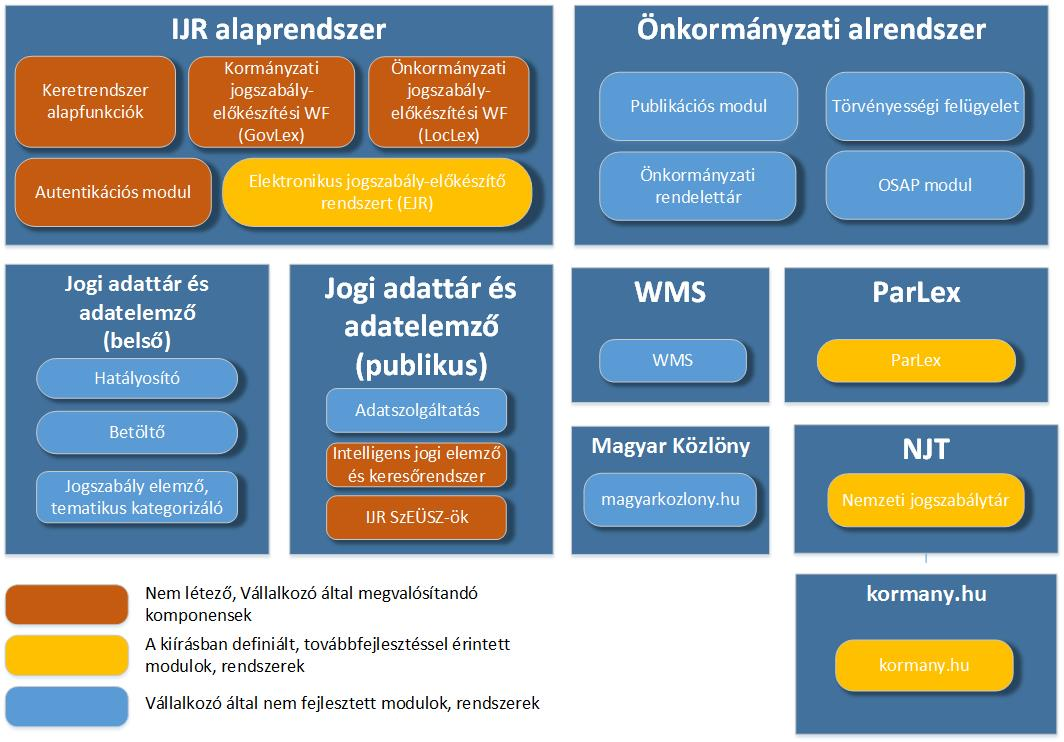 IJR alaprendszer
Keretrendszer
alapfunkciók
Kormányzati
jogszabály-
előkészítési WF
(GovLex)
Önkormányzati
jogszabály-
előkészítési WF
(LocLex)
Autentikációs modul
Elektronikus jogszabály-előkészítő
rendszert (EJR)
Önkormányzati alrendszer
Publikációs modul
Törvényességi felügyelet
Önkormányzati
rendelettár
OSAP modul
Jogi adattár és
adatelemző
(belső)
Hatályosító
Betöltő
Jogszabály elemző,
tematikus kategorizáló
Jogi adattár és
adatelemző
(publikus)
Adatszolgáltatás
Intelligens jogi elemző
és keresőrendszer
IJR SzEÜSZ-ök
WMS
WMS
ParLex
ParLex
Magyar Közlöny
magyarkozlony.hu
NJT
Nemzeti jogszabálytár
kormany.hu
kormany.hu
Nem létező, Vállalkozó által megvalósítandó
komponensek
A kiírásban definiált, továbbfejlesztéssel érintett
modulok, rendszerek
Vállalkozó által nem fejlesztett modulok, rendszerek